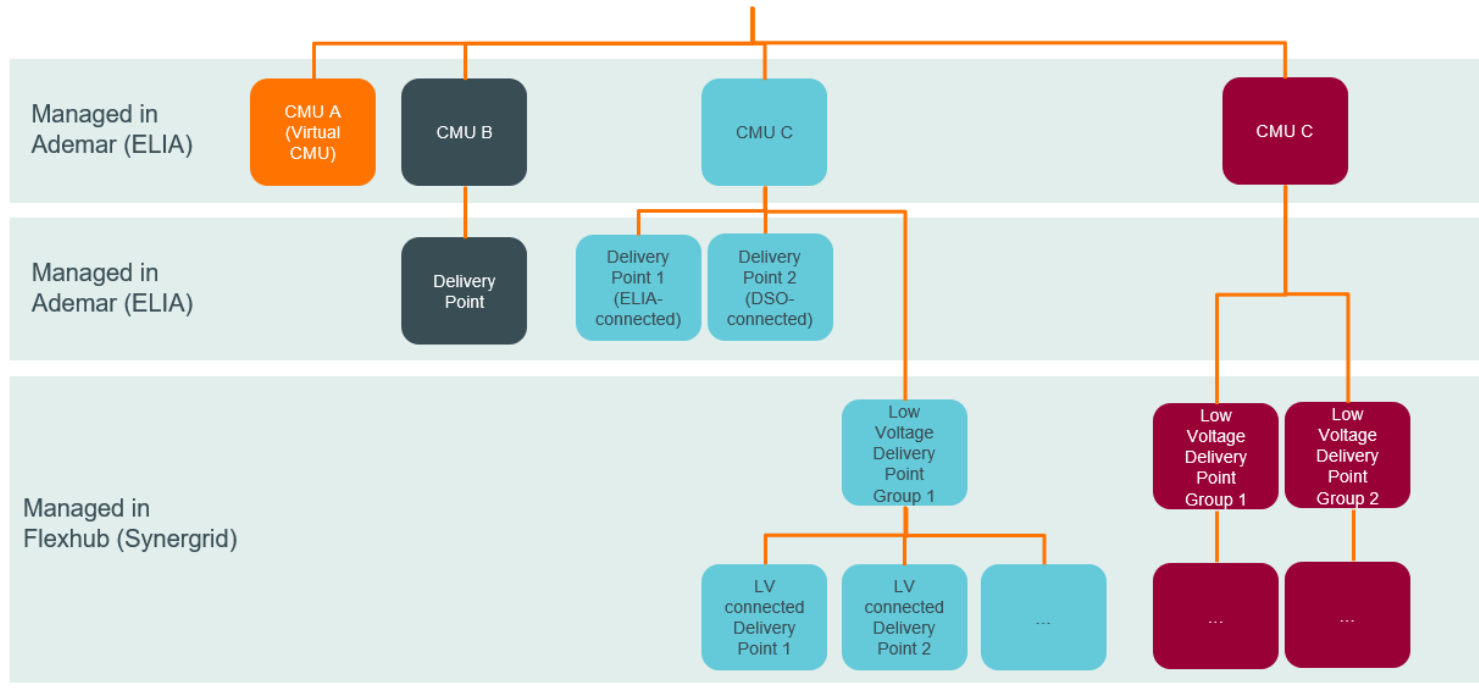 Managed in
Ademar (ELIA)
CMU A
(Virtual
CMU)
CMU B
CMU C
CMU C
Managed in
Ademar (ELIA)
Delivery
Point
Delivery
Point 1
(ELIA-
connected)
Delivery
Point 2
(DSO-
connected)
Managed in
Flexhub (Synergrid)
Low
Voltage
Delivery
Point
Group 1
Low
Voltage
Delivery
Point
Group 1
Low
Voltage
Delivery
Point
Group 2
LV
connected
Delivery
Point 1
LV
connected
Delivery
Point 2
...
...
...